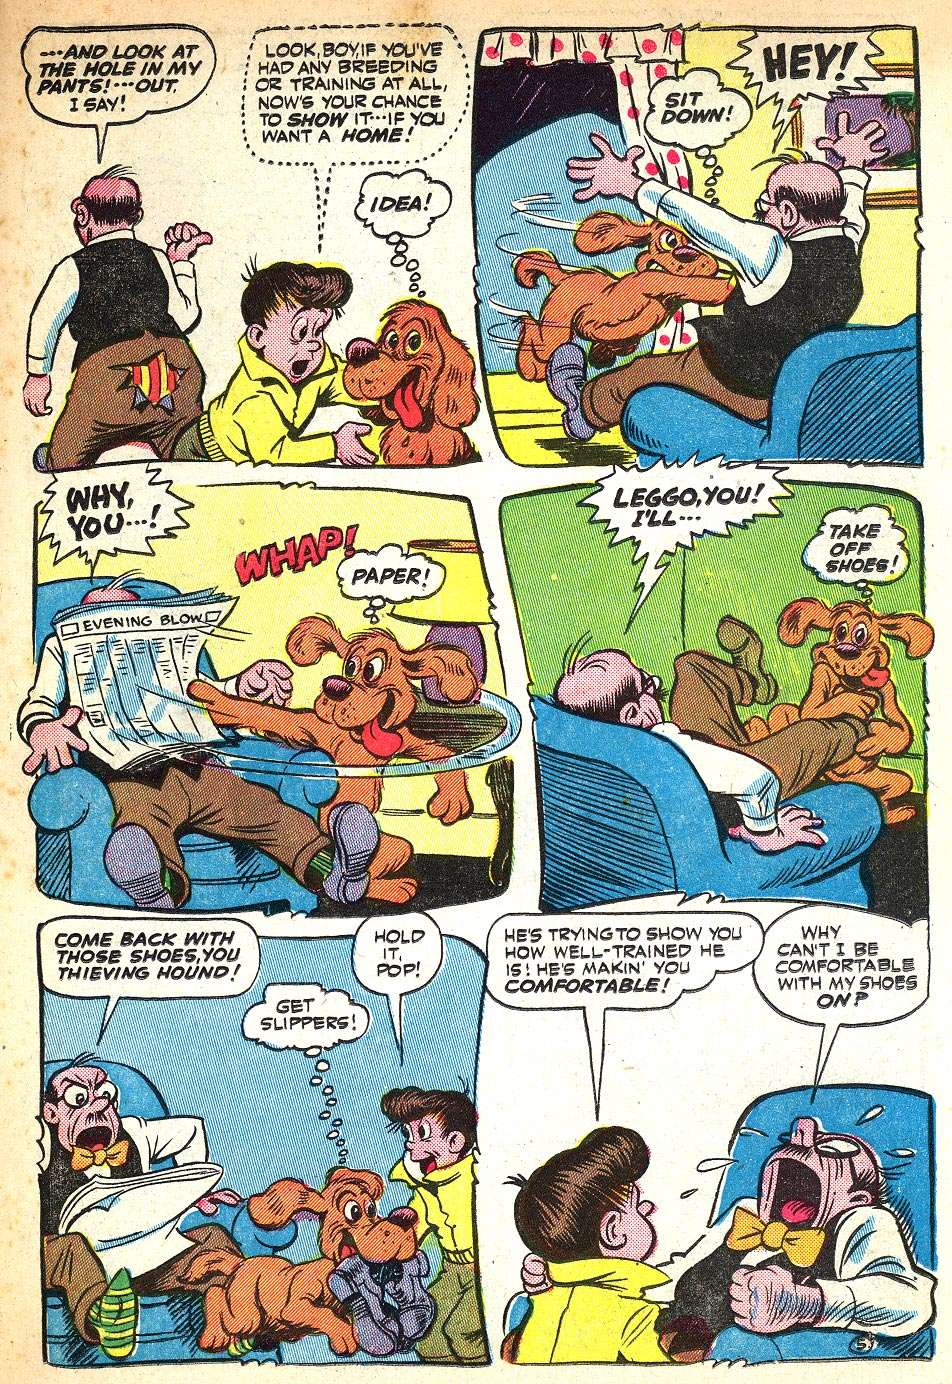 ---AND LOOK AT
THE HOLE IN MY
PANTS!---OUT,
I SAY!
LOOK, BOY, IF YOU'VE
HAD ANY BREEDING
OR TRAINING AT ALL,
NOW'S YOUR CHANCE
TO SHOW IT---IF YOU
WANT A HOME!
IDEA!
SIT
DOWN!
HEY!
WHY,
YOU---!
WHAP!
PAPER!
EVENING BLOW
LEGGO, YOU!
I'LL---
TAKE
OFF
SHOES!
COME BACK WITH
THOSE SHOES, YOU
THIEVING HOUND!
GET
SLIPPERS!
HOLD
IT,
POP!
HE'S TRYING TO SHOW YOU
HOW WELL-TRAINED HE
IS! HE'S MAKIN' YOU
COMFORTABLE!
WHY
CAN'T I BE
COMFORTABLE
WITH MY SHOES
ON?
5